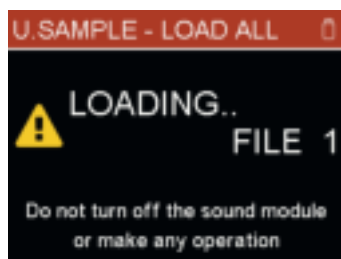 U.SAMPLE - LOAD ALL
LOADING..
FILE 1
Do not turn off the sound module
or make any operation